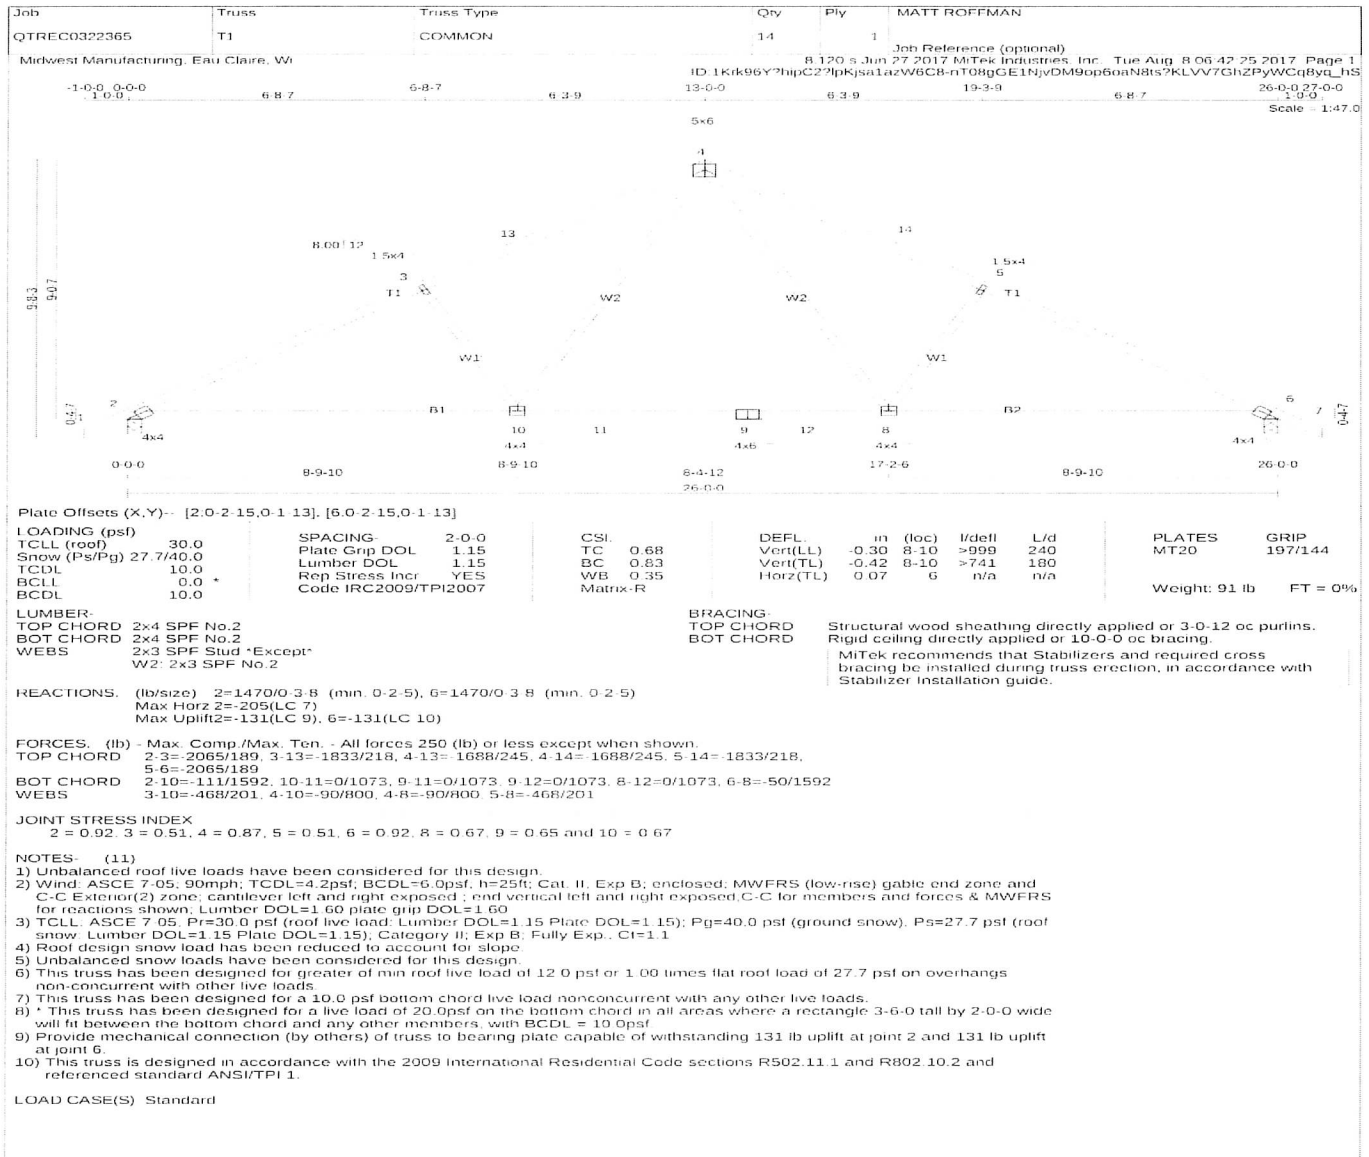 Job Truss Truss Type Qty Ply MATT ROFFMAN
QTREC0322365 T1 COMMON 14 1
Job Reference (optional)
Midwest Manufacturing, Eau Claire, WI 8.120 s Jun 27 2017 MiTek Industries, Inc. Tue Aug 8 06:42:25 2017 Page 1
ID:1Krk96Y?hipC2?lpKjsa1azW6C8-nT08gGE1NjvDM9op6oaN8ts?KLVV7GhZPyWCq8yq_hS
-1-0-0 0-0-0 6-8-7 13-0-0 19-3-9 26-0-0 27-0-0
1-0-0 6-8-7 6-3-9 6-3-9 6-8-7 1-0-0
Scale = 1:47.0
5x6
4
13 14
8.00 12
1.5x4 1.5x4
3 5
T1 T1
W2 W2
9-8-3
9-0-7
W1 W1
2 B1 B2 6
1 7
0-4-7 0-4-7
4x4 10 11 9 12 8 4x4
4x4 4x6 4x4
0-0-0 8-9-10 17-2-6 26-0-0
8-9-10 8-4-12 8-9-10
26-0-0
Plate Offsets (X,Y)-- [2:0-2-15,0-1-13], [6:0-2-15,0-1-13]
LOADING (psf) SPACING- 2-0-0 CSI. DEFL. in (loc) l/defl L/d PLATES GRIP
TCLL (roof) 30.0 Plate Grip DOL 1.15 TC 0.68 Vert(LL) -0.30 8-10 >999 240 MT20 197/144
Snow (Ps/Pg) 27.7/40.0 Lumber DOL 1.15 BC 0.83 Vert(TL) -0.42 8-10 >741 180
TCDL 10.0 Rep Stress Incr YES WB 0.35 Horz(TL) 0.07 6 n/a n/a
BCLL 0.0 * Code IRC2009/TPI2007 Matrix-R
BCDL 10.0 Weight: 91 lb FT = 0%
LUMBER- BRACING-
TOP CHORD 2x4 SPF No.2 TOP CHORD Structural wood sheathing directly applied or 3-0-12 oc purlins.
BOT CHORD 2x4 SPF No.2 BOT CHORD Rigid ceiling directly applied or 10-0-0 oc bracing.
WEBS 2x3 SPF Stud *Except*
W2: 2x3 SPF No.2
MiTek recommends that Stabilizers and required cross
bracing be installed during truss erection, in accordance with
Stabilizer Installation guide.
REACTIONS. (lb/size) 2=1470/0-3-8 (min. 0-2-5), 6=1470/0-3-8 (min. 0-2-5)
Max Horz 2=-205(LC 7)
Max Uplift2=-131(LC 9), 6=-131(LC 10)
FORCES. (lb) - Max. Comp./Max. Ten. - All forces 250 (lb) or less except when shown.
TOP CHORD 2-3=-2065/189, 3-13=-1833/218, 4-13=-1688/245, 4-14=-1688/245, 5-14=-1833/218,
5-6=-2065/189
BOT CHORD 2-10=-111/1592, 10-11=0/1073, 9-11=0/1073, 9-12=0/1073, 8-12=0/1073, 6-8=-50/1592
WEBS 3-10=-468/201, 4-10=-90/800, 4-8=-90/800, 5-8=-468/201
JOINT STRESS INDEX
2 = 0.92, 3 = 0.51, 4 = 0.87, 5 = 0.51, 6 = 0.92, 8 = 0.67, 9 = 0.65 and 10 = 0.67
NOTES- (11)
1) Unbalanced roof live loads have been considered for this design.
2) Wind: ASCE 7-05; 90mph; TCDL=4.2psf; BCDL=6.0psf; h=25ft; Cat. II; Exp B; enclosed; MWFRS (low-rise) gable end zone and
C-C Exterior(2) zone; cantilever left and right exposed ; end vertical left and right exposed;C-C for members and forces & MWFRS
for reactions shown; Lumber DOL=1.60 plate grip DOL=1.60
3) TCLL: ASCE 7-05; Pr=30.0 psf (roof live load: Lumber DOL=1.15 Plate DOL=1.15); Pg=40.0 psf (ground snow); Ps=27.7 psf (roof
snow: Lumber DOL=1.15 Plate DOL=1.15); Category II; Exp B; Fully Exp.; Ct=1.1
4) Roof design snow load has been reduced to account for slope.
5) Unbalanced snow loads have been considered for this design.
6) This truss has been designed for greater of min roof live load of 12.0 psf or 1.00 times flat roof load of 27.7 psf on overhangs
non-concurrent with other live loads.
7) This truss has been designed for a 10.0 psf bottom chord live load nonconcurrent with any other live loads.
8) * This truss has been designed for a live load of 20.0psf on the bottom chord in all areas where a rectangle 3-6-0 tall by 2-0-0 wide
will fit between the bottom chord and any other members, with BCDL = 10.0psf.
9) Provide mechanical connection (by others) of truss to bearing plate capable of withstanding 131 lb uplift at joint 2 and 131 lb uplift
at joint 6.
10) This truss is designed in accordance with the 2009 International Residential Code sections R502.11.1 and R802.10.2 and
referenced standard ANSI/TPI 1.
LOAD CASE(S) Standard